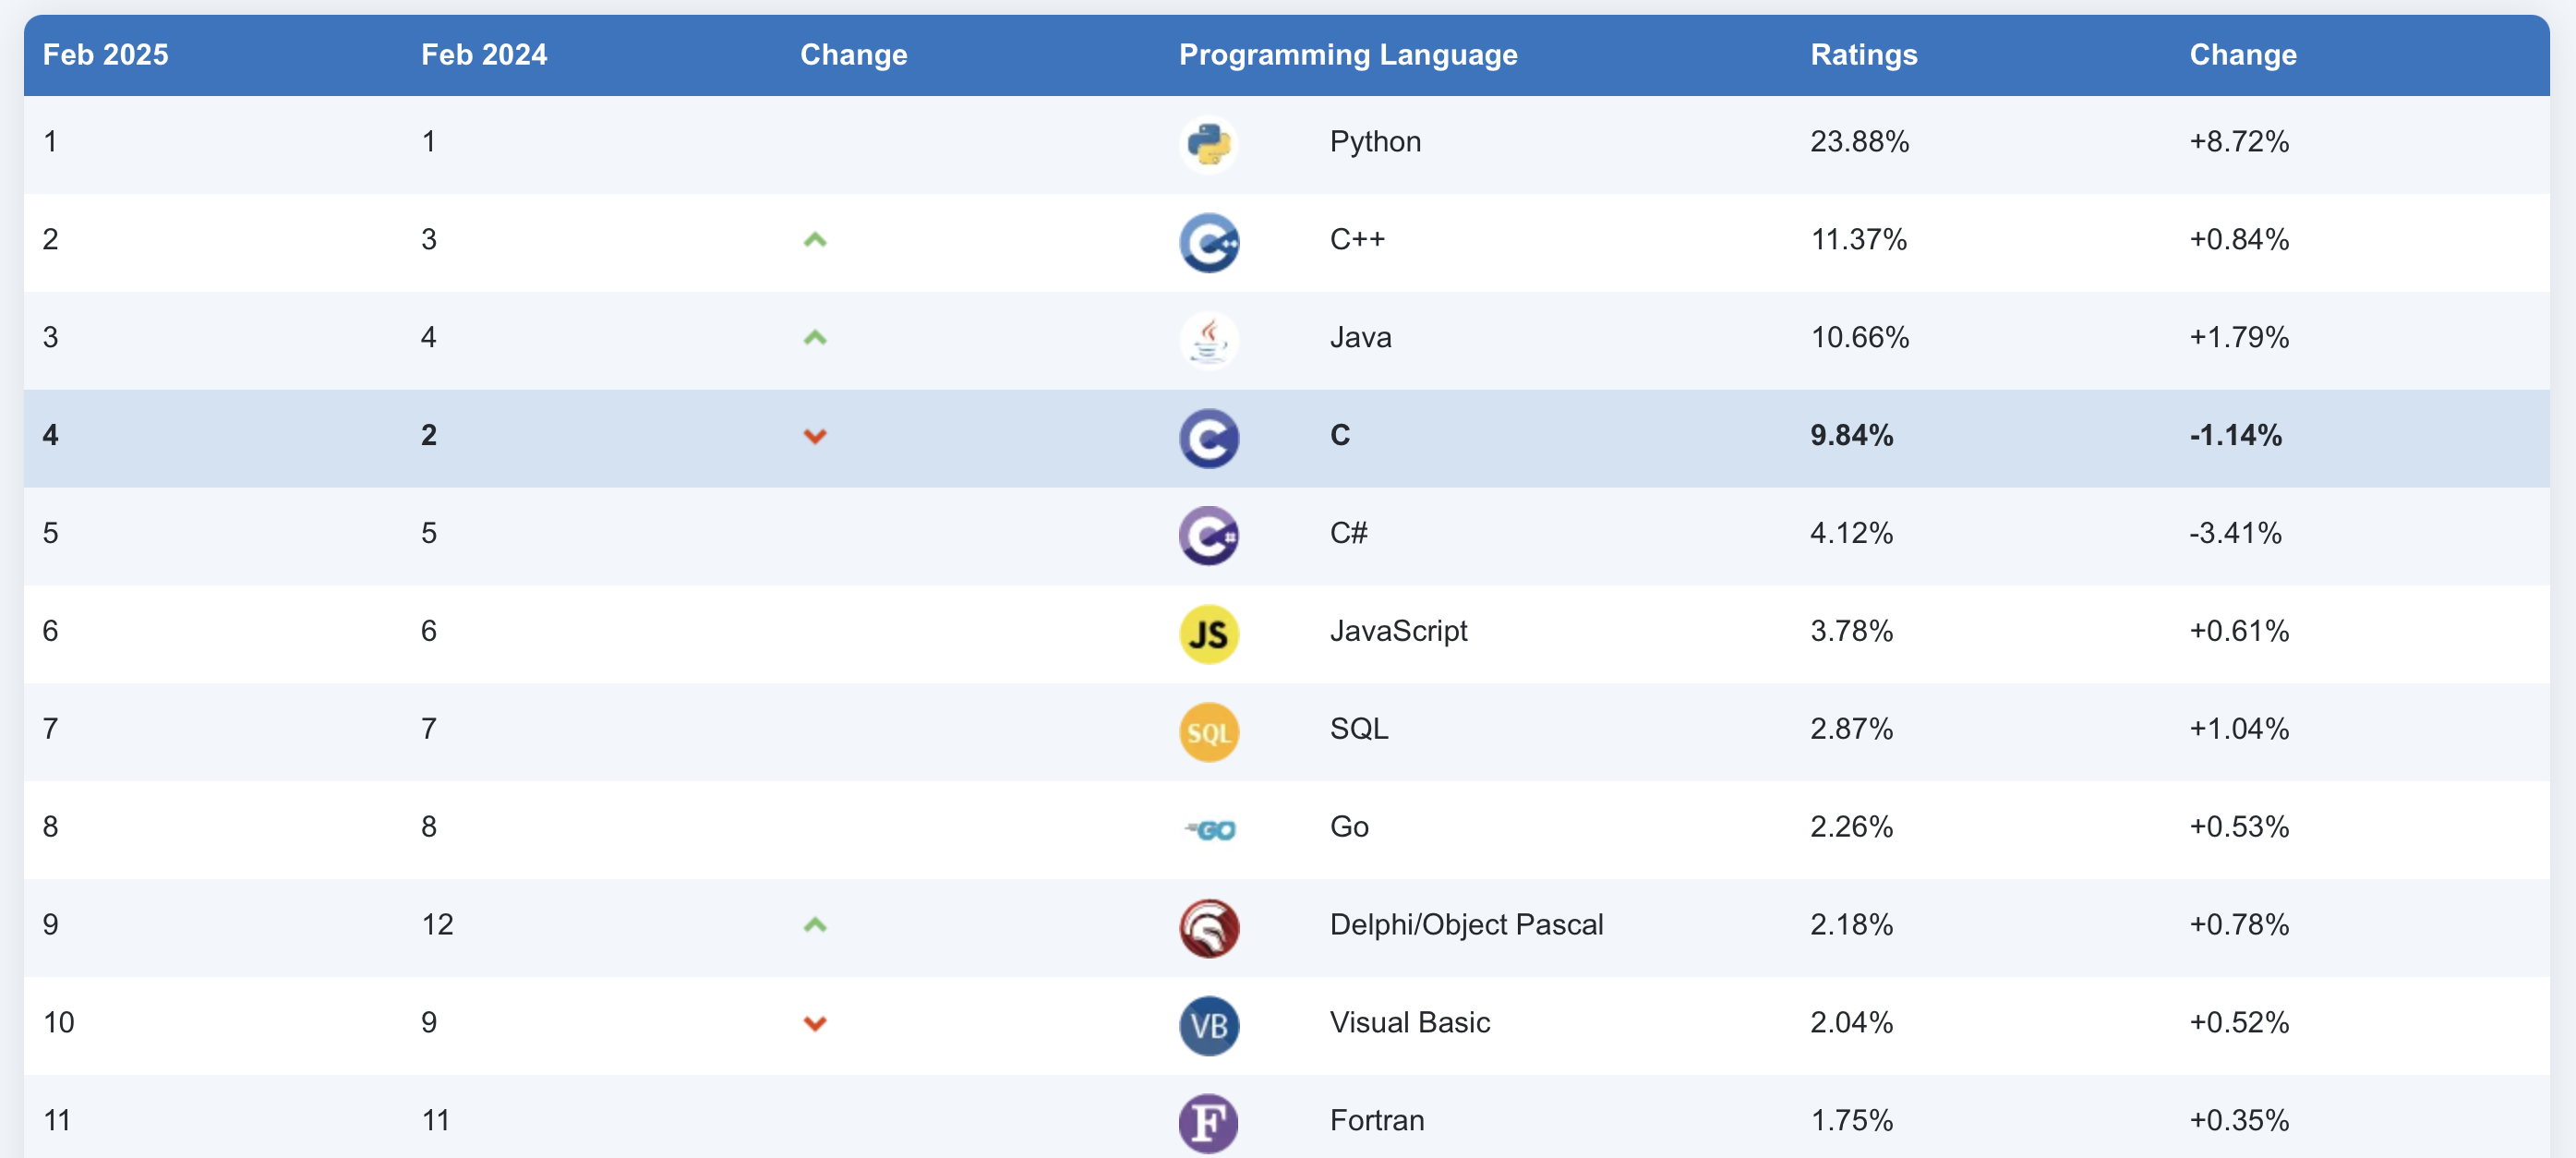 Feb 2025 Feb 2024 Change Programming Language Ratings Change
1 1 Python 23.88% +8.72%
2 3 C++ C++ 11.37% +0.84%
3 4 Java 10.66% +1.79%
4 2 C C 9.84% -1.14%
5 5 C# C# 4.12% -3.41%
6 6 JS JavaScript 3.78% +0.61%
7 7 SQL SQL 2.87% +1.04%
8 8 GO Go 2.26% +0.53%
9 12 Delphi/Object Pascal 2.18% +0.78%
10 9 VB Visual Basic 2.04% +0.52%
11 11 F Fortran 1.75% +0.35%